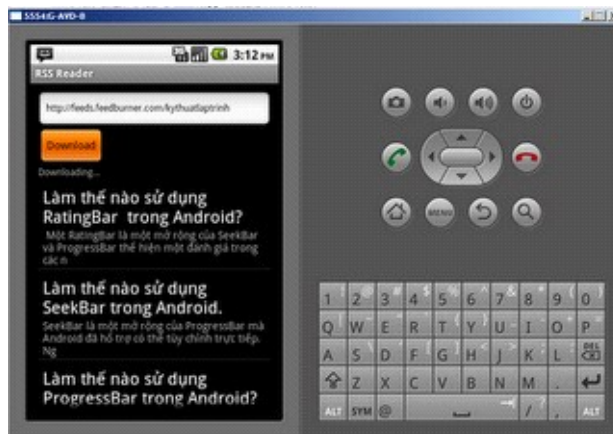 5554:G-AVD-8
3G
3:12 PM
RSS Reader
http://feeds.feedburner.com/kythuatlaptrinh
Download
Downloading...
Làm thế nào sử dụng
RatingBar trong Android?
Một RatingBar là một mở rộng của SeekBar
và ProgressBar thể hiện một đánh giá trong
các n
Làm thế nào sử dụng
SeekBar trong Android.
SeekBar là một mở rộng của ProgressBar mà
Android đã hỗ trợ có thể tùy chỉnh trực tiếp.
Ng
Làm thế nào sử dụng
ProgressBar trong Android?
MENU
1 ! 2 @ 3 # 4 $ 5 % 6 ^ 7 & 8 * 9 ( 0 )
Q W E R T Y U I O P
A S D F G H J K L DEL
Z X C V B N M .
ALT SYM @ / ? , ALT